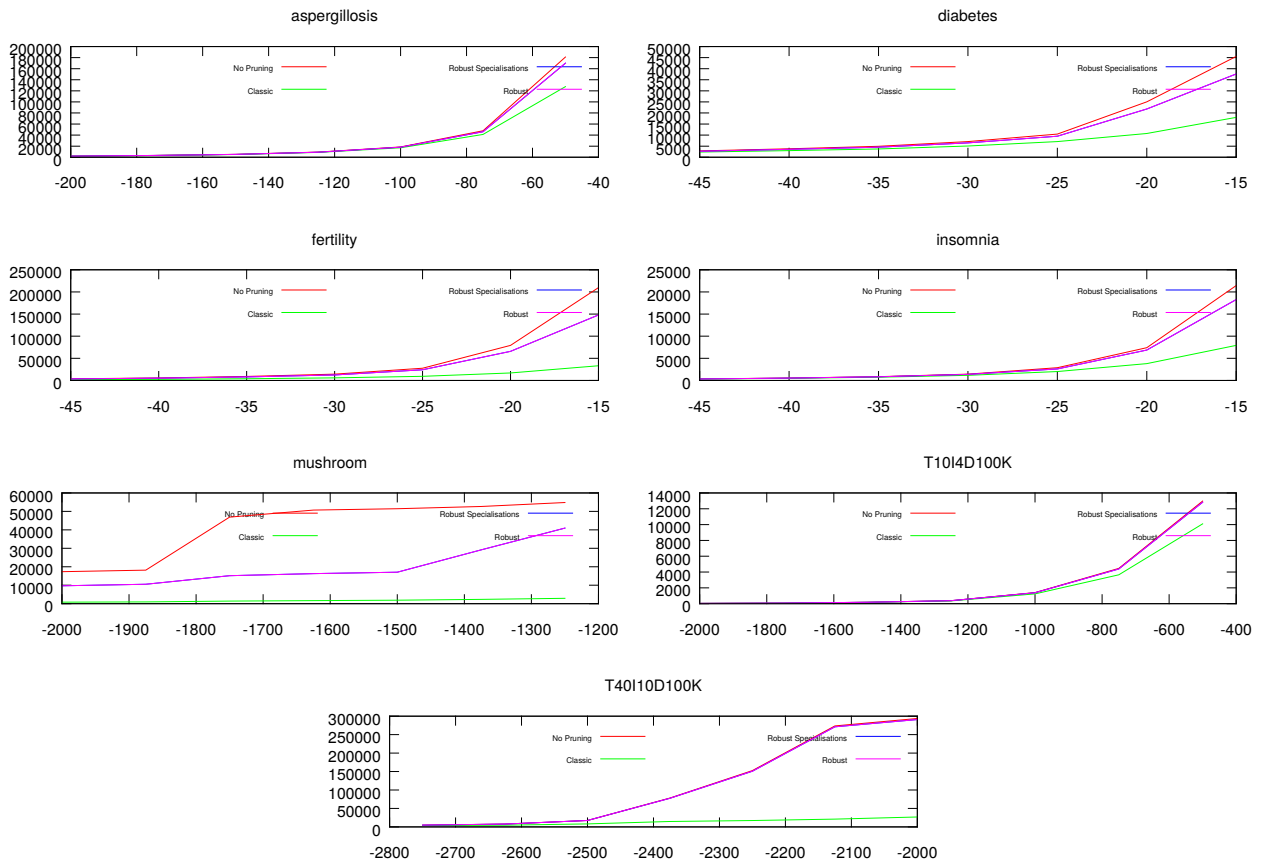 aspergillosis
200000
180000
160000
140000
120000
100000
80000
60000
40000
20000
0
No Pruning
Classic
Robust Specialisations
Robust
-200 -180 -160 -140 -120 -100 -80 -60 -40
diabetes
50000
45000
40000
35000
30000
25000
20000
15000
10000
5000
0
No Pruning
Classic
Robust Specialisations
Robust
-45 -40 -35 -30 -25 -20 -15
fertility
250000
200000
150000
100000
50000
0
No Pruning
Classic
Robust Specialisations
Robust
-45 -40 -35 -30 -25 -20 -15
insomnia
25000
20000
15000
10000
5000
0
No Pruning
Classic
Robust Specialisations
Robust
-45 -40 -35 -30 -25 -20 -15
mushroom
60000
50000
40000
30000
20000
10000
0
No Pruning
Classic
Robust Specialisations
Robust
-2000 -1900 -1800 -1700 -1600 -1500 -1400 -1300 -1200
T10I4D100K
14000
12000
10000
8000
6000
4000
2000
0
No Pruning
Classic
Robust Specialisations
Robust
-2000 -1800 -1600 -1400 -1200 -1000 -800 -600 -400
T40I10D100K
300000
250000
200000
150000
100000
50000
0
No Pruning
Classic
Robust Specialisations
Robust
-2800 -2700 -2600 -2500 -2400 -2300 -2200 -2100 -2000